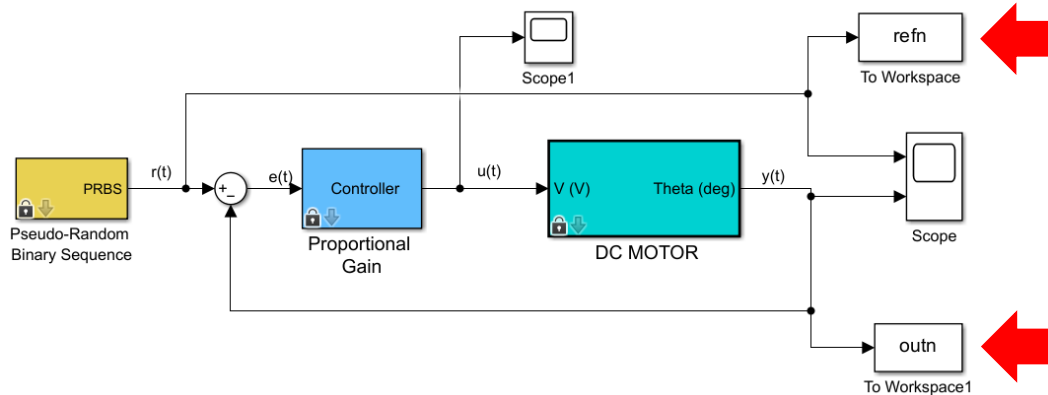 refn
To Workspace
Scope1
PRBS
r(t)
+
-
e(t)
Controller
u(t)
V (V)
Theta (deg)
y(t)
Scope
Pseudo-Random
Binary Sequence
Proportional
Gain
DC MOTOR
outn
To Workspace1